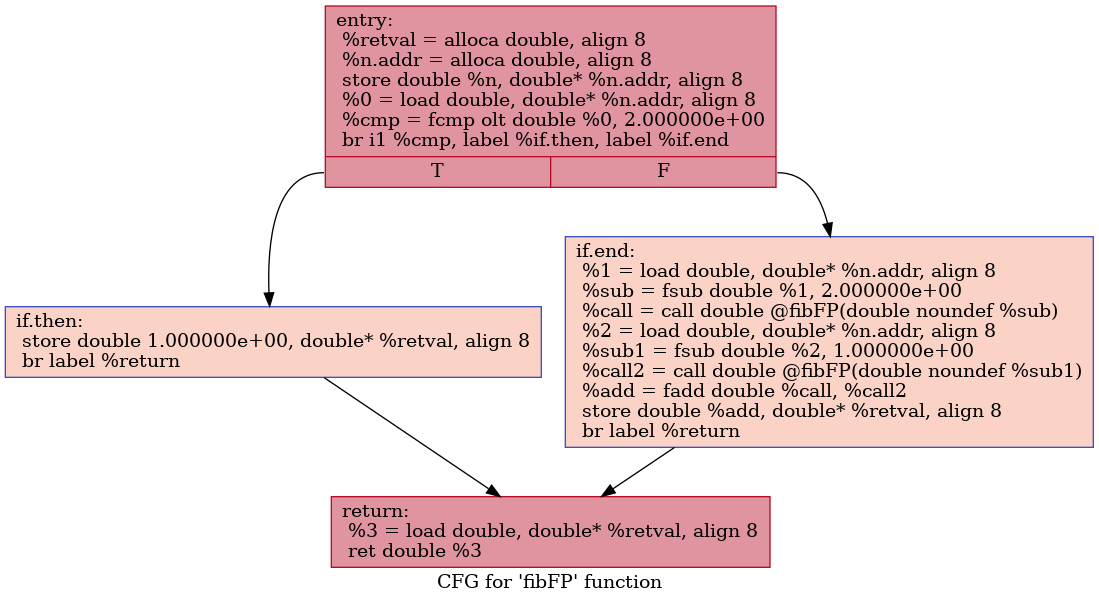 entry:
%retval = alloca double, align 8
%n.addr = alloca double, align 8
store double %n, double* %n.addr, align 8
%0 = load double, double* %n.addr, align 8
%cmp = fcmp olt double %0, 2.000000e+00
br i1 %cmp, label %if.then, label %if.end
T F
if.end:
%1 = load double, double* %n.addr, align 8
%sub = fsub double %1, 2.000000e+00
%call = call double @fibFP(double noundef %sub)
%2 = load double, double* %n.addr, align 8
%sub1 = fsub double %2, 1.000000e+00
%call2 = call double @fibFP(double noundef %sub1)
%add = fadd double %call, %call2
store double %add, double* %retval, align 8
br label %return
if.then:
store double 1.000000e+00, double* %retval, align 8
br label %return
return:
%3 = load double, double* %retval, align 8
ret double %3
CFG for 'fibFP' function